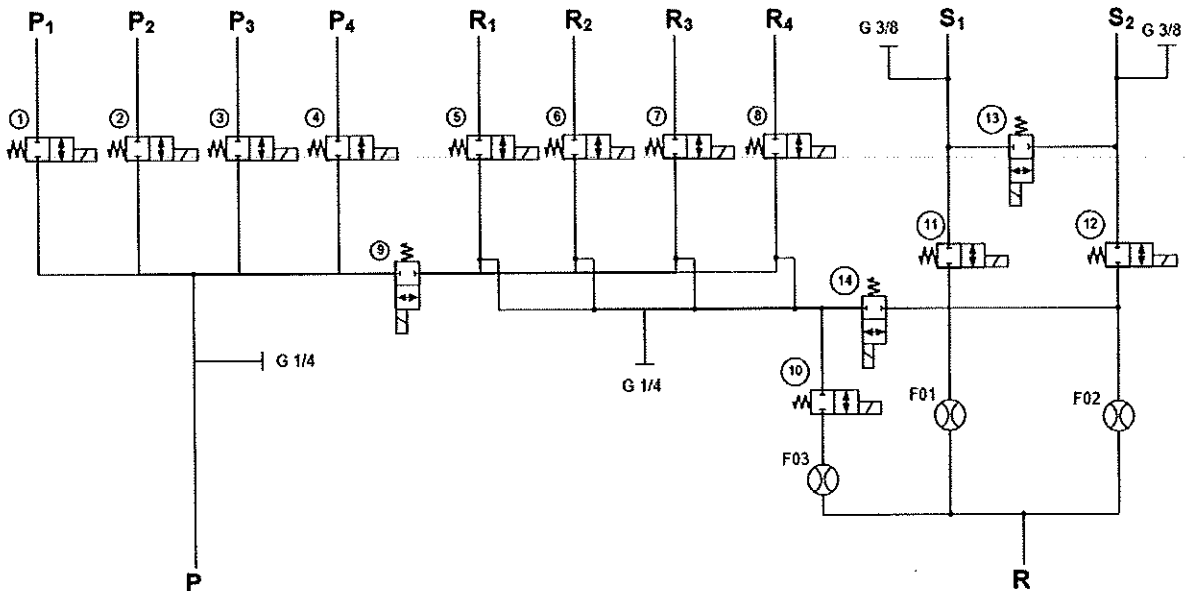 P₁ P₂ P₃ P₄ R₁ R₂ R₃ R₄ S₁ S₂
G 3/8 G 3/8
1 2 3 4 5 6 7 8 13
11 12
9 14
G 1/4 G 1/4 10
F01 F02
F03
P R